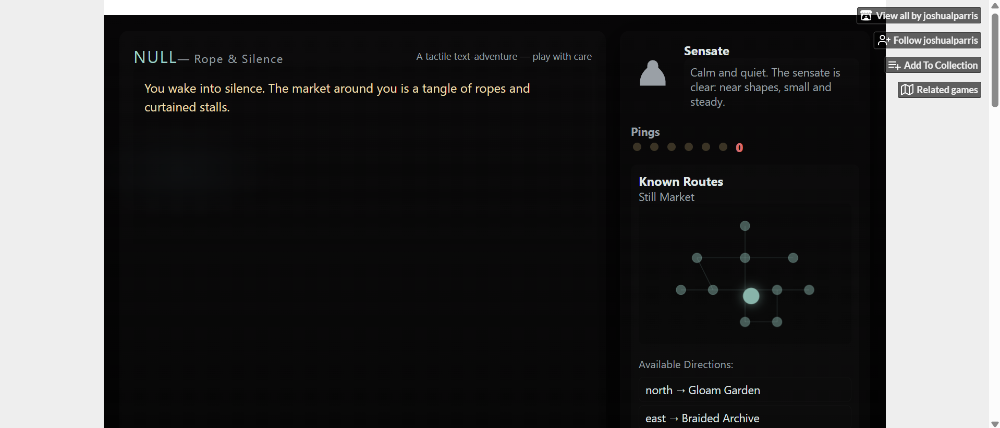 NULL— Rope & Silence
A tactile text-adventure — play with care
You wake into silence. The market around you is a tangle of ropes and
curtained stalls.
Sensate
Calm and quiet. The sensate is
clear: near shapes, small and
steady.
Pings
0
Known Routes
Still Market
Available Directions:
north → Gloam Garden
east → Braided Archive
View all by joshualparris
Follow joshualparris
Add To Collection
Related games